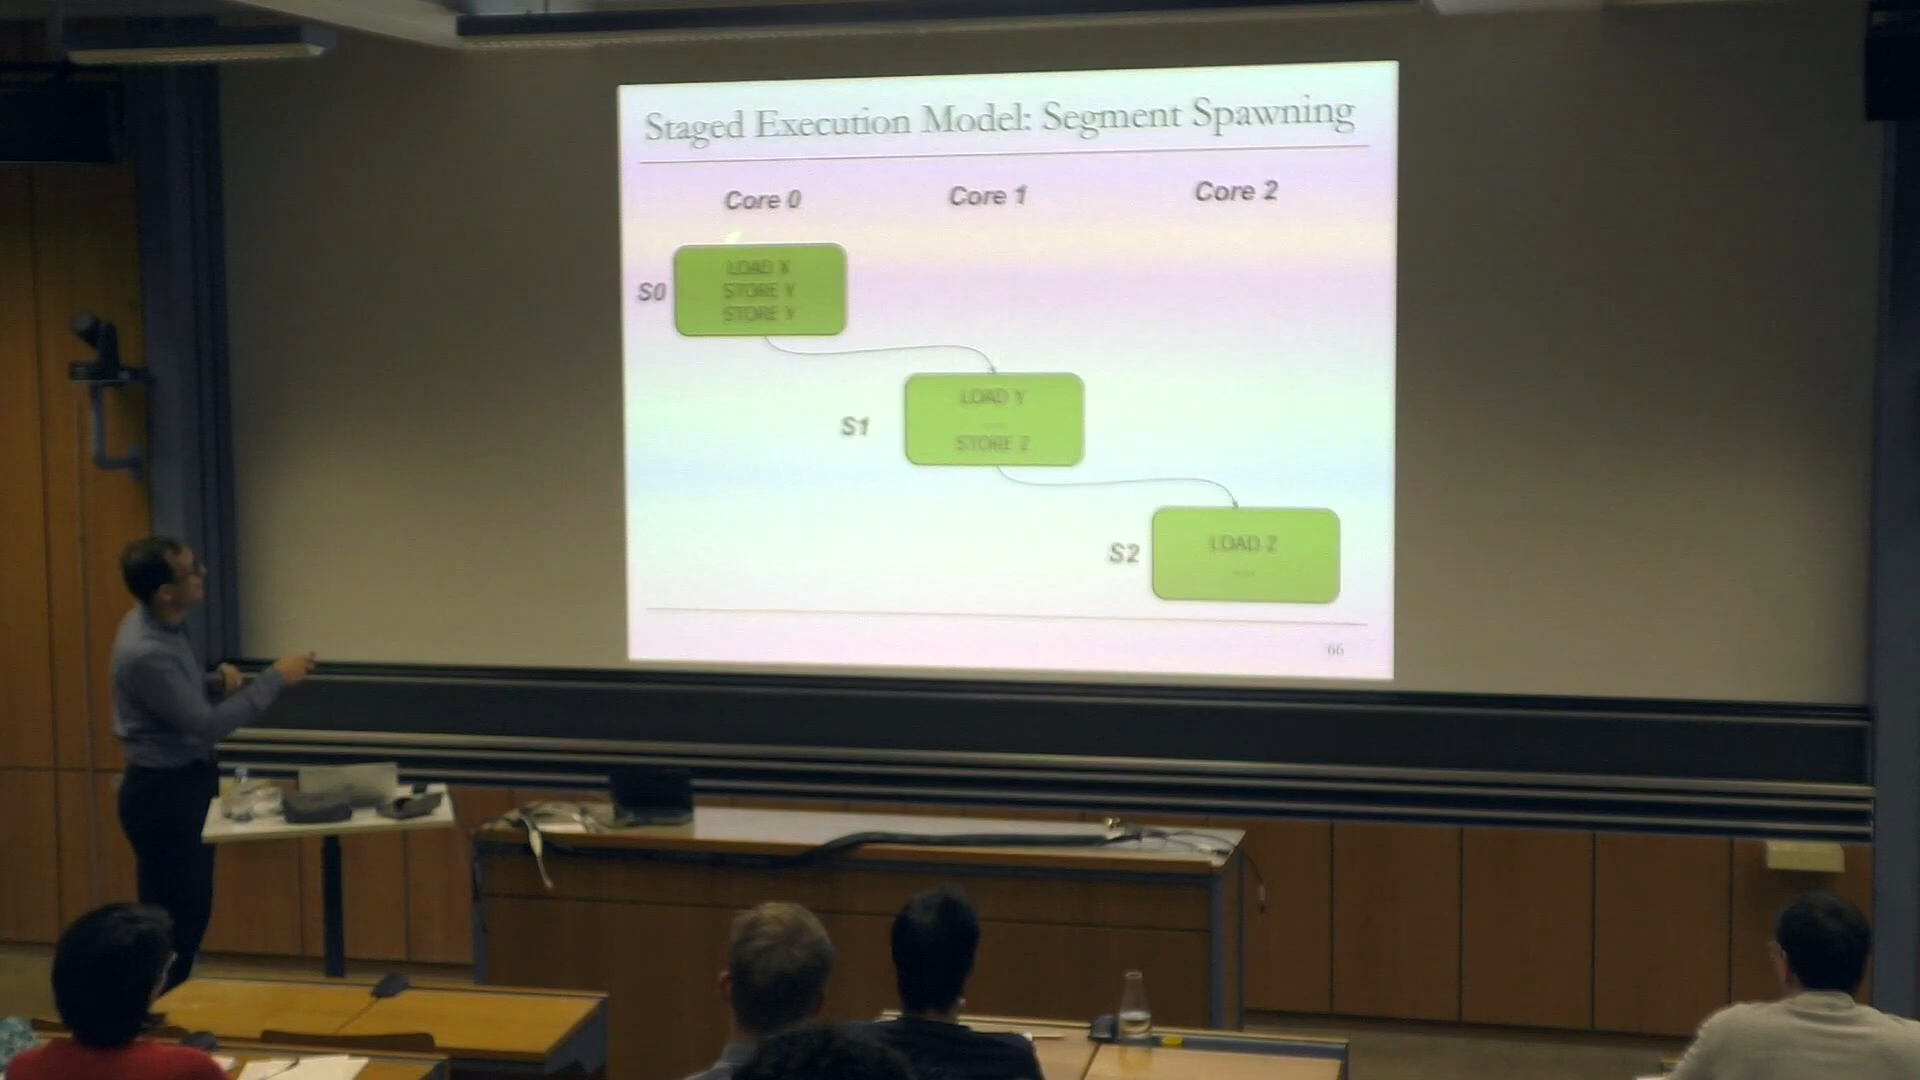 Staged Execution Model: Segment Spawning
Core 0 Core 1 Core 2
S0
LOAD X
STORE Y
STORE Y
S1
LOAD Y
....
STORE Z
S2
LOAD Z
....
66